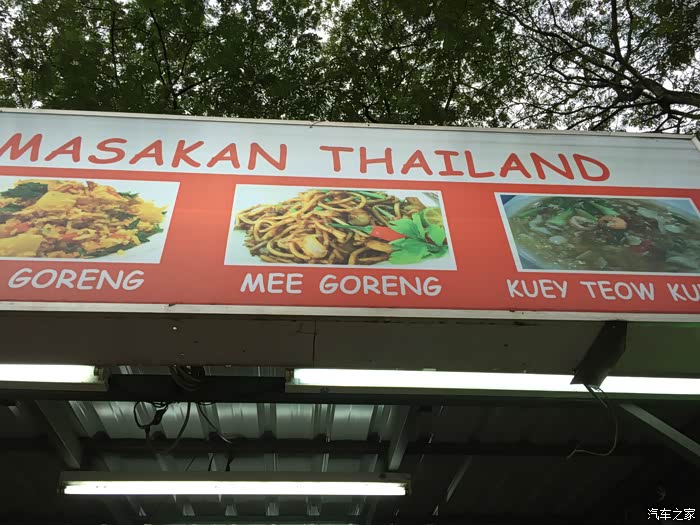 MASAKAN THAILAND
GORENG
MEE GORENG
KUEY TEOW
汽车之家